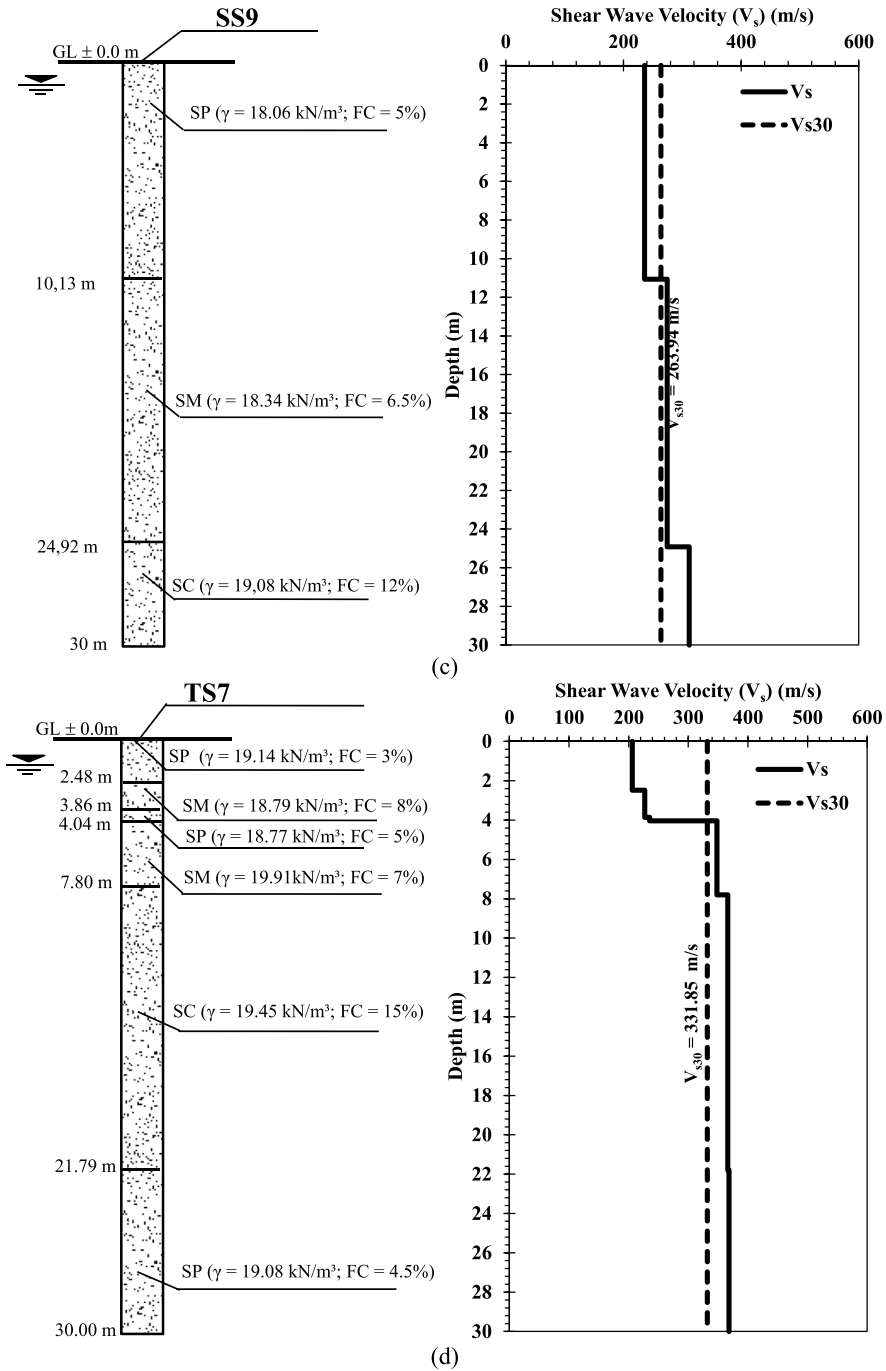 SS9
GL ± 0.0 m
SP (γ = 18.06 kN/m³; FC = 5%)
10,13 m
SM (γ = 18.34 kN/m³; FC = 6.5%)
24,92 m
SC (γ = 19,08 kN/m³; FC = 12%)
30 m
Shear Wave Velocity (Vs) (m/s)
0 200 400 600
0
2
4
6
8
10
12
14
16
18
20
22
24
26
28
30
Depth (m)
Vs
Vs30
Vs30 = 263.94 m/s
(c)
TS7
GL ± 0.0m
SP (γ = 19.14 kN/m³; FC = 3%)
2.48 m
SM (γ = 18.79 kN/m³; FC = 8%)
3.86 m
4.04 m
SP (γ = 18.77 kN/m³; FC = 5%)
SM (γ = 19.91kN/m³; FC = 7%)
7.80 m
SC (γ = 19.45 kN/m³; FC = 15%)
21.79 m
SP (γ = 19.08 kN/m³; FC = 4.5%)
30.00 m
Shear Wave Velocity (Vs) (m/s)
0 100 200 300 400 500 600
0
2
4
6
8
10
12
14
16
18
20
22
24
26
28
30
Depth (m)
Vs
Vs30
Vs30 = 331.85 m/s
(d)